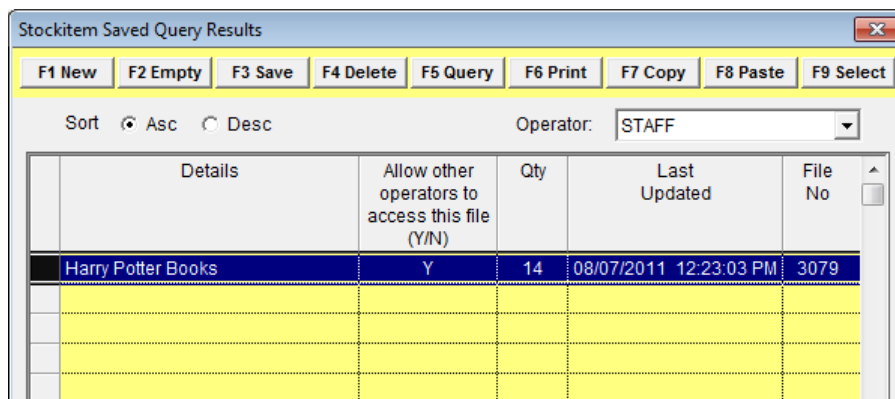 Stockitem Saved Query Results
F1 New F2 Empty F3 Save F4 Delete F5 Query F6 Print F7 Copy F8 Paste F9 Select
Sort Asc Desc Operator: STAFF
Details Allow other operators to access this file (Y/N) Qty Last Updated File No
Harry Potter Books Y 14 08/07/2011 12:23:03 PM 3079